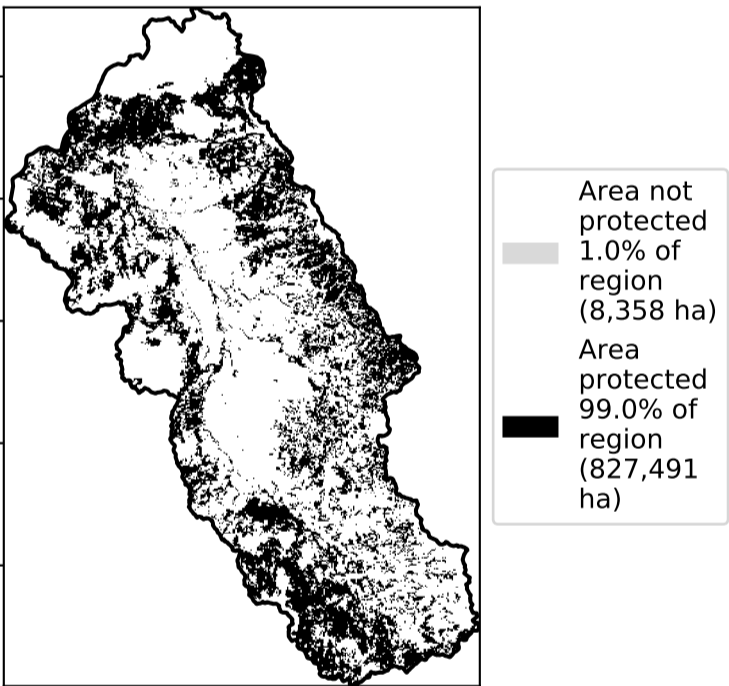 Area not
protected
1.0% of
region
(8,358 ha)
Area
protected
99.0% of
region
(827,491
ha)